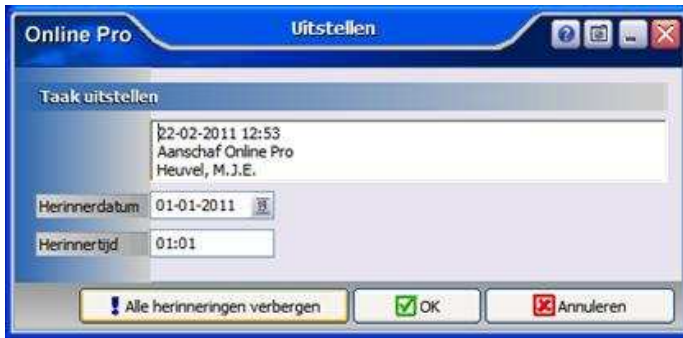 Online Pro
Uitstellen
Taak uitstellen
22-02-2011 12:53
Aanschaf Online Pro
Heuvel, M.J.E.
Herinnerdatum 01-01-2011
Herinnertijd 01:01
Alle herinneringen verbergen OK Annuleren